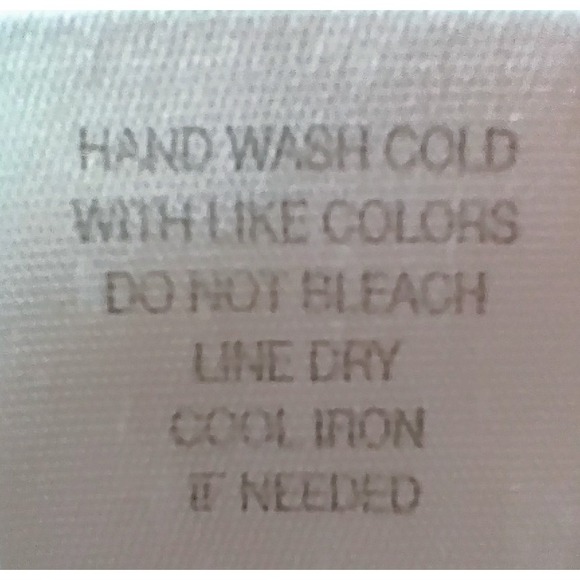 HAND WASH COLD
WITH LIKE COLORS
DO NOT BLEACH
LINE DRY
COOL IRON
IF NEEDED